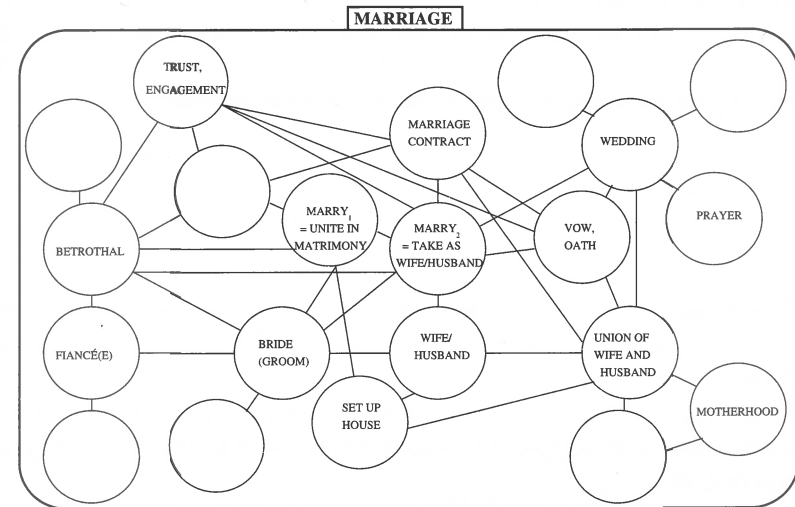 MARRIAGE
TRUST,
ENGAGEMENT
MARRIAGE
CONTRACT
WEDDING
PRAYER
MARRY₁
= UNITE IN
MATRIMONY
MARRY₂
= TAKE AS
WIFE/HUSBAND
VOW,
OATH
BETROTHAL
FIANCÉ(E)
BRIDE
(GROOM)
WIFE/
HUSBAND
UNION OF
WIFE AND
HUSBAND
SET UP
HOUSE
MOTHERHOOD